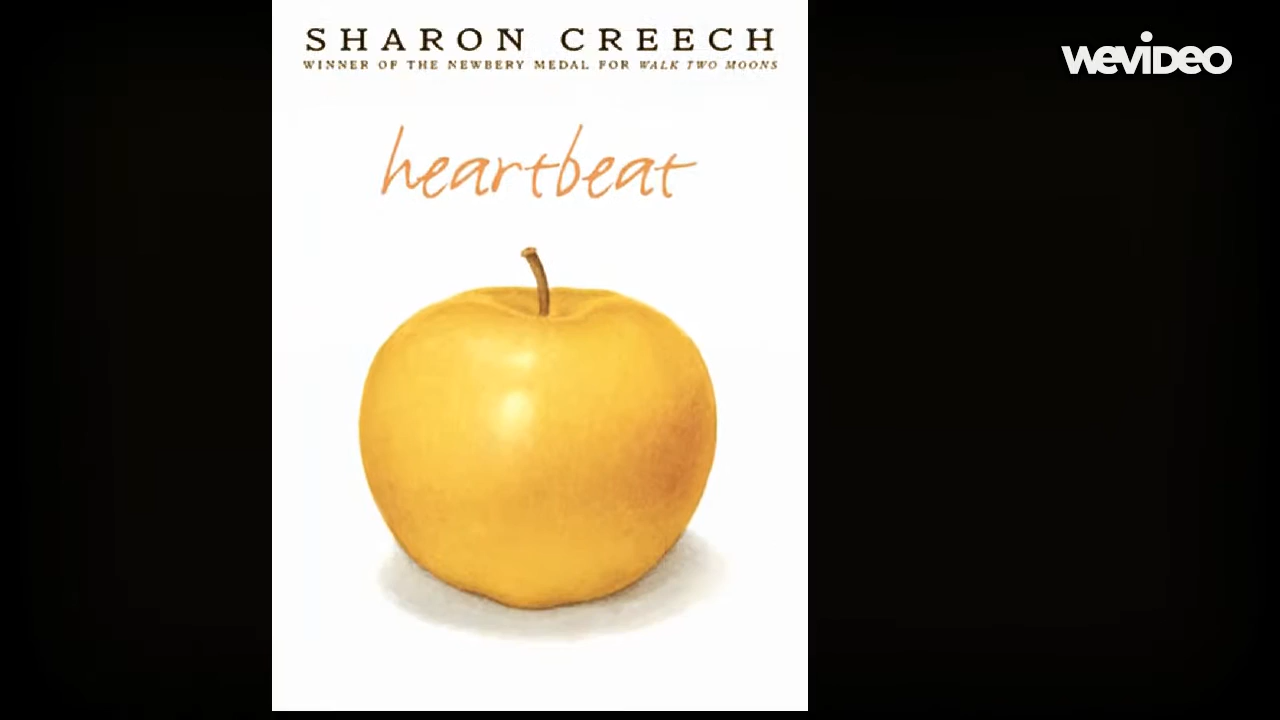 SHARON CREECH
WINNER OF THE NEWBERY MEDAL FOR WALK TWO MOONS
heartbeat
WEVIDEO